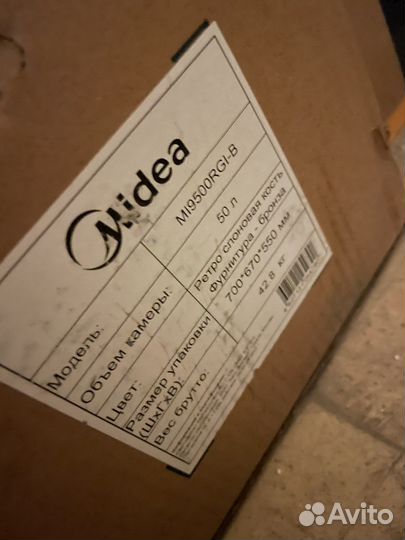 Midea
Модель: MI9500RGI-B
Объем камеры: 50 л
Цвет: Ретро слоновая кость
Фурнитура - бронза
Размер упаковки 700*670*550 мм
(ШхГхВ):
Вес брутто: 42.8 кг
Avito